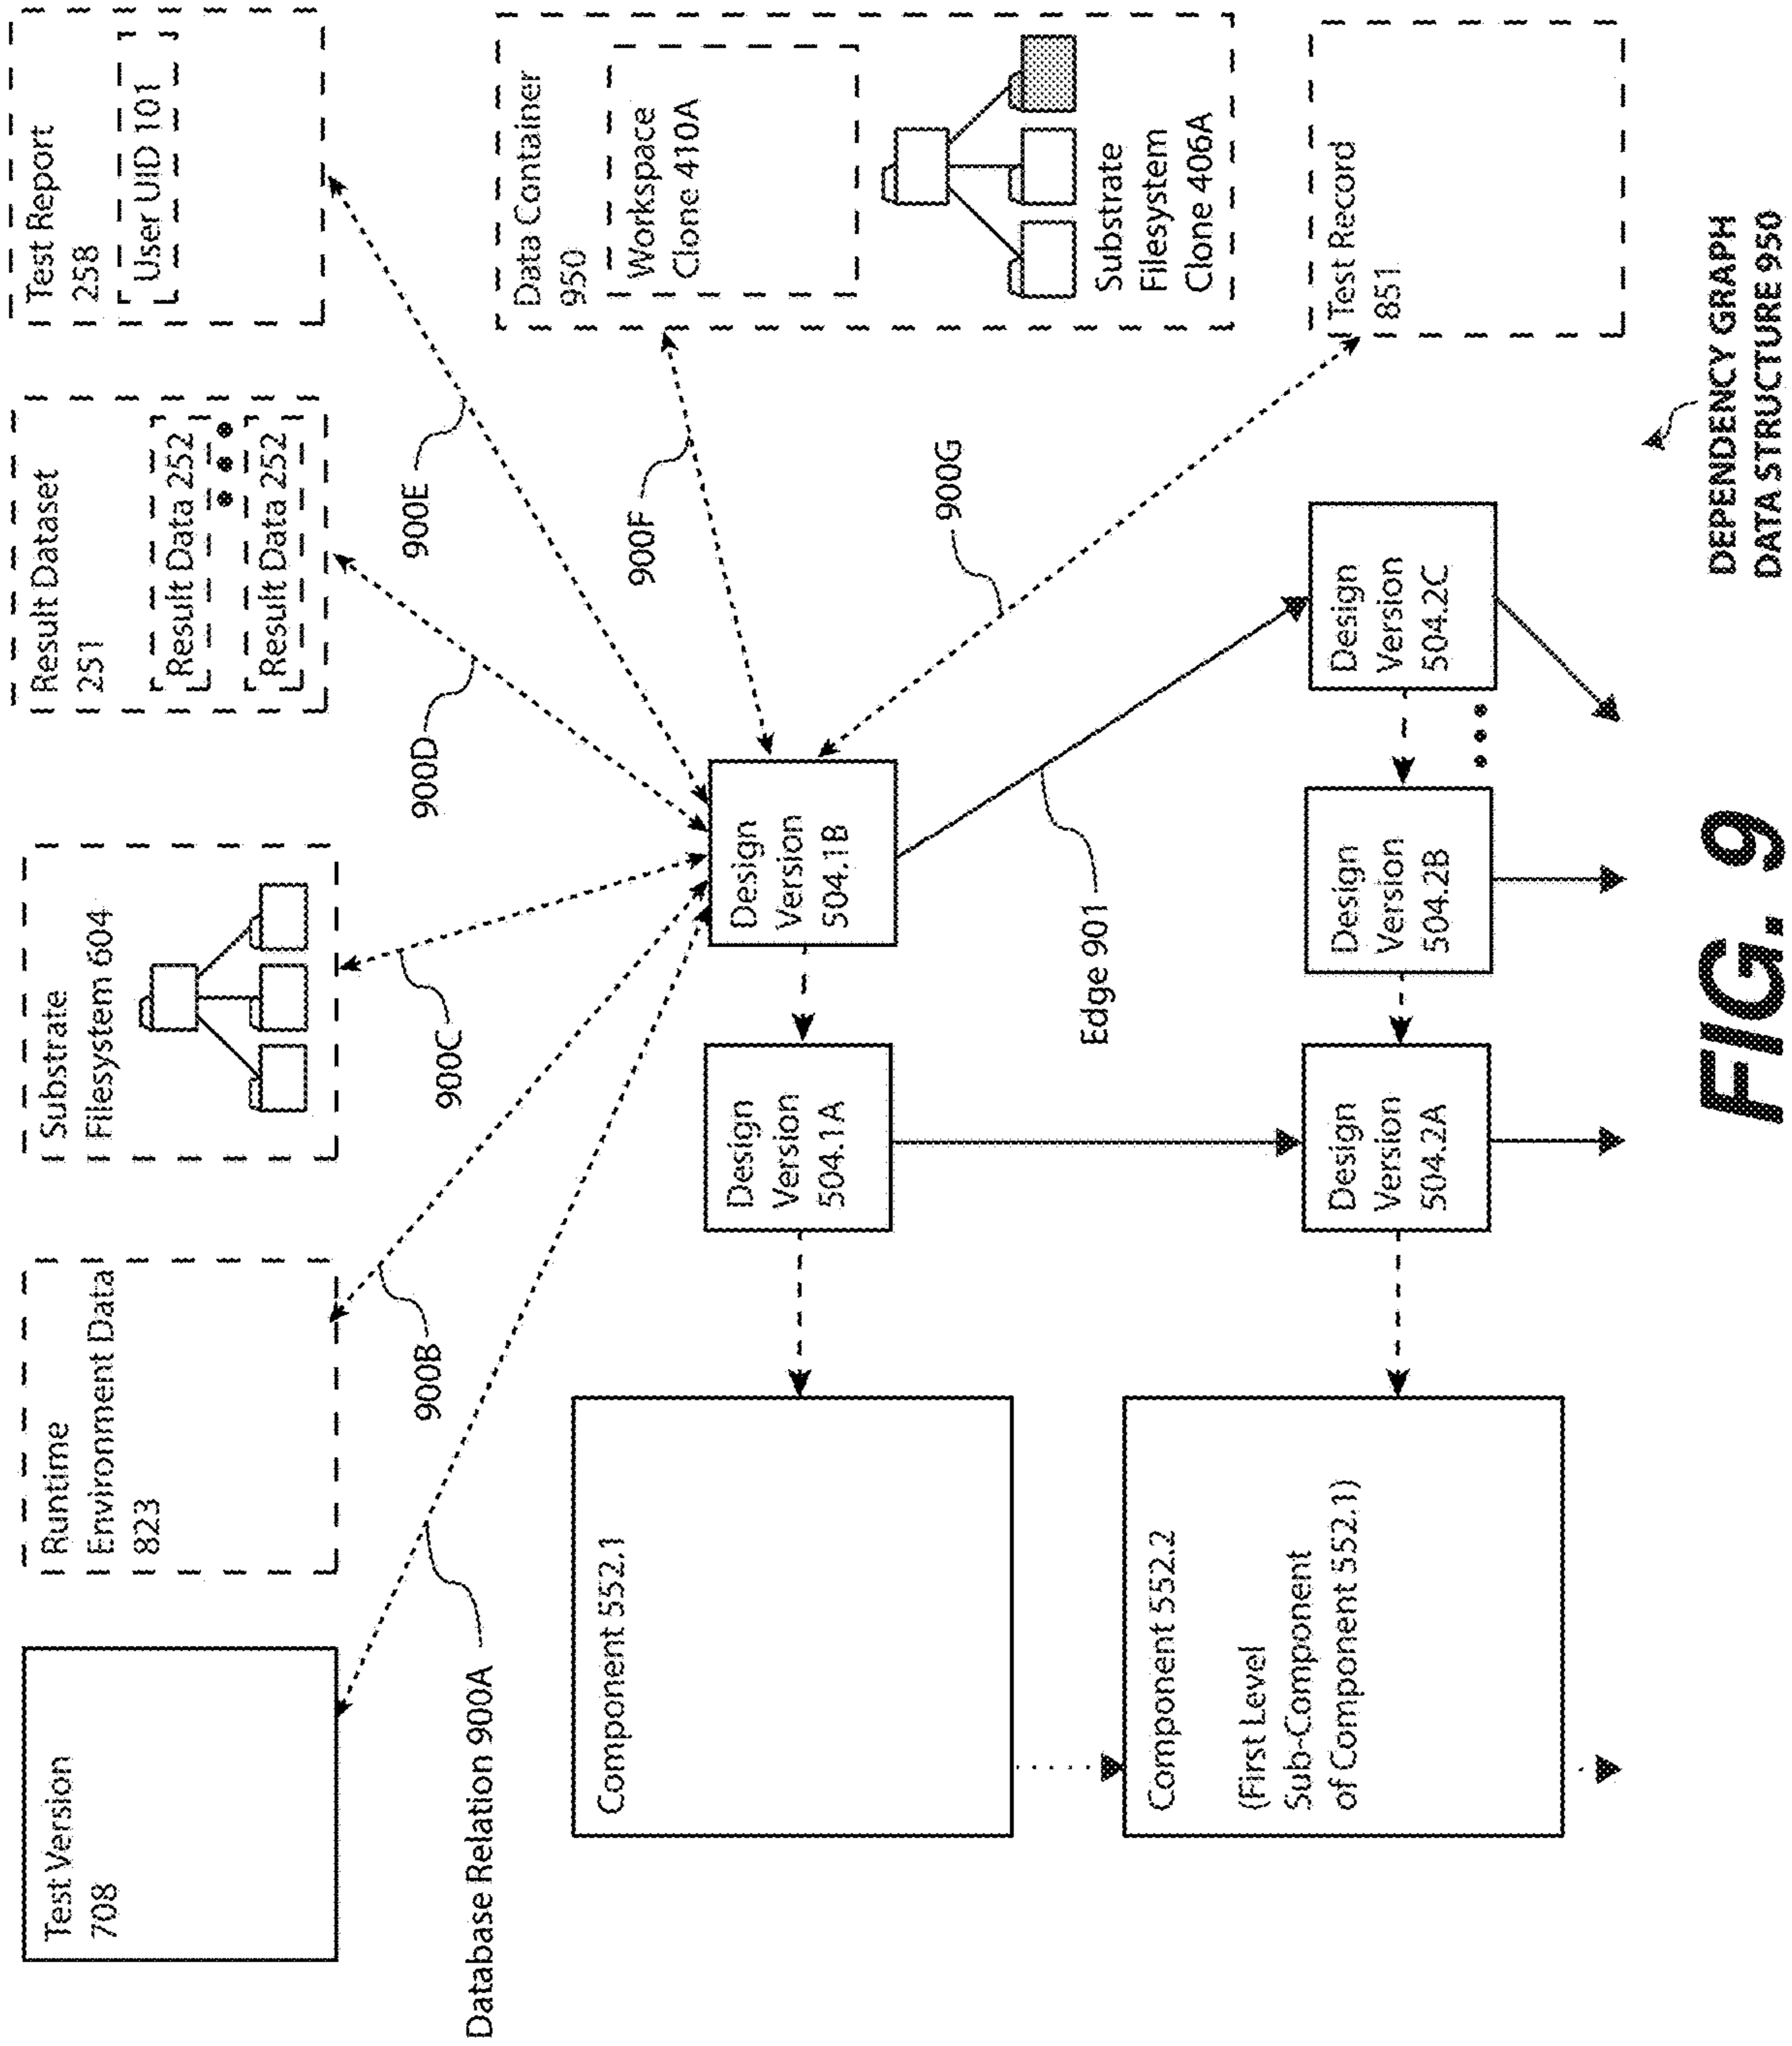 Test Version
708
Runtime
Environment Data
823
Substrate
Filesystem 604
Result Dataset
251
Result Data 252
Result Data 252
Test Report
258
User UID 101
Database Relation 900A
900B
900C
900D
900E
900F
900G
Data Container
950
Workspace
Clone 410A
Substrate
Filesystem
Clone 406A
Test Record
851
Component 552.1
Design
Version
504.1A
Design
Version
504.1B
Edge 901
Component 552.2
(First Level
Sub-Component
of Component 552.1)
Design
Version
504.2A
Design
Version
504.2B
Design
Version
504.2C
DEPENDENCY GRAPH
DATA STRUCTURE 950
FIG. 9